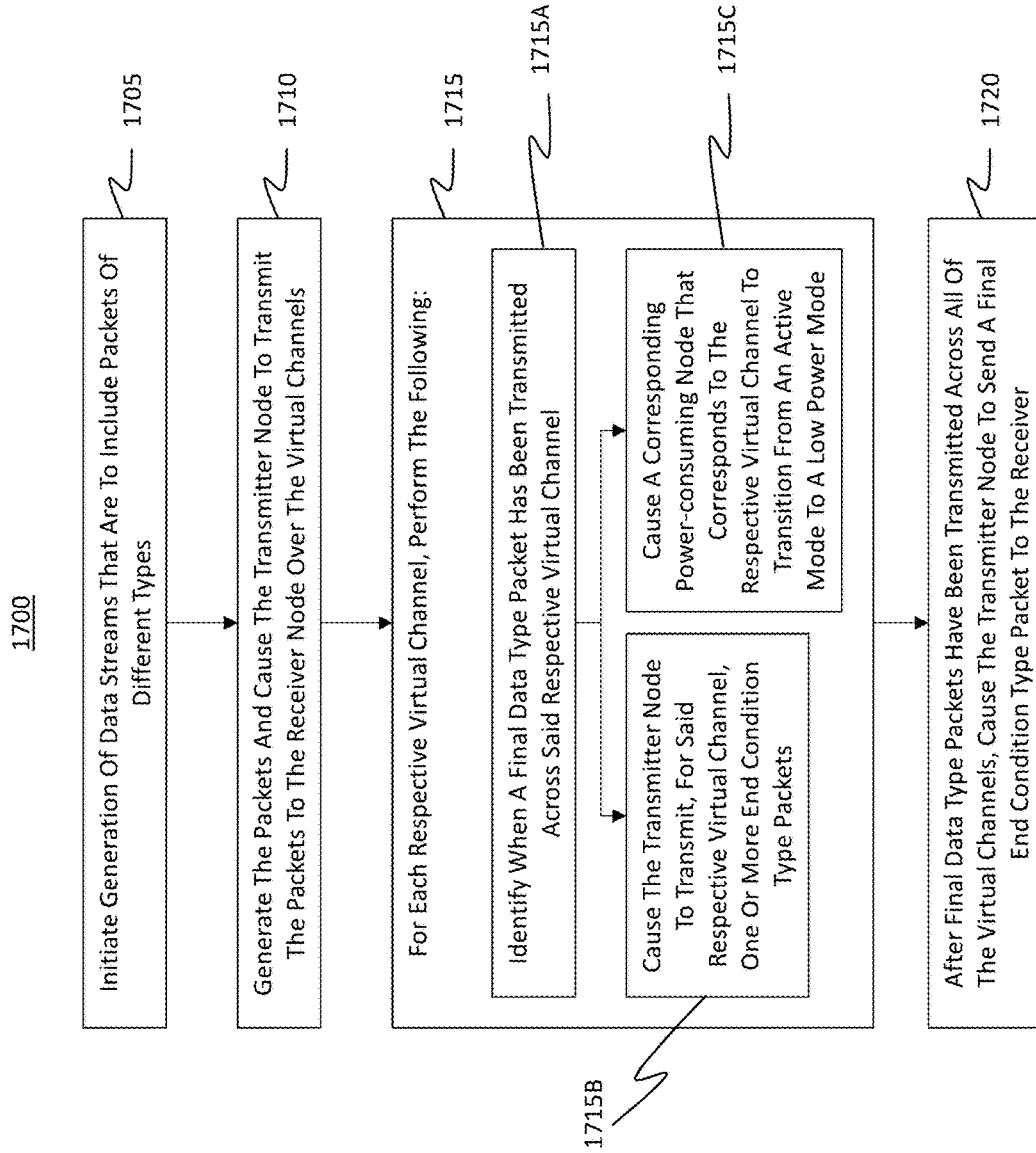 1700
Initiate Generation Of Data Streams That Are To Include Packets Of
Different Types
1705
Generate The Packets And Cause The Transmitter Node To Transmit
The Packets To The Receiver Node Over The Virtual Channels
1710
For Each Respective Virtual Channel, Perform The Following:
1715
Identify When A Final Data Type Packet Has Been Transmitted
Across Said Respective Virtual Channel
1715A
Cause The Transmitter Node
To Transmit, For Said
Respective Virtual Channel,
One Or More End Condition
Type Packets
1715B
Cause A Corresponding
Power-consuming Node That
Corresponds To The
Respective Virtual Channel To
Transition From An Active
Mode To A Low Power Mode
1715C
After Final Data Type Packets Have Been Transmitted Across All Of
The Virtual Channels, Cause The Transmitter Node To Send A Final
End Condition Type Packet To The Receiver
1720